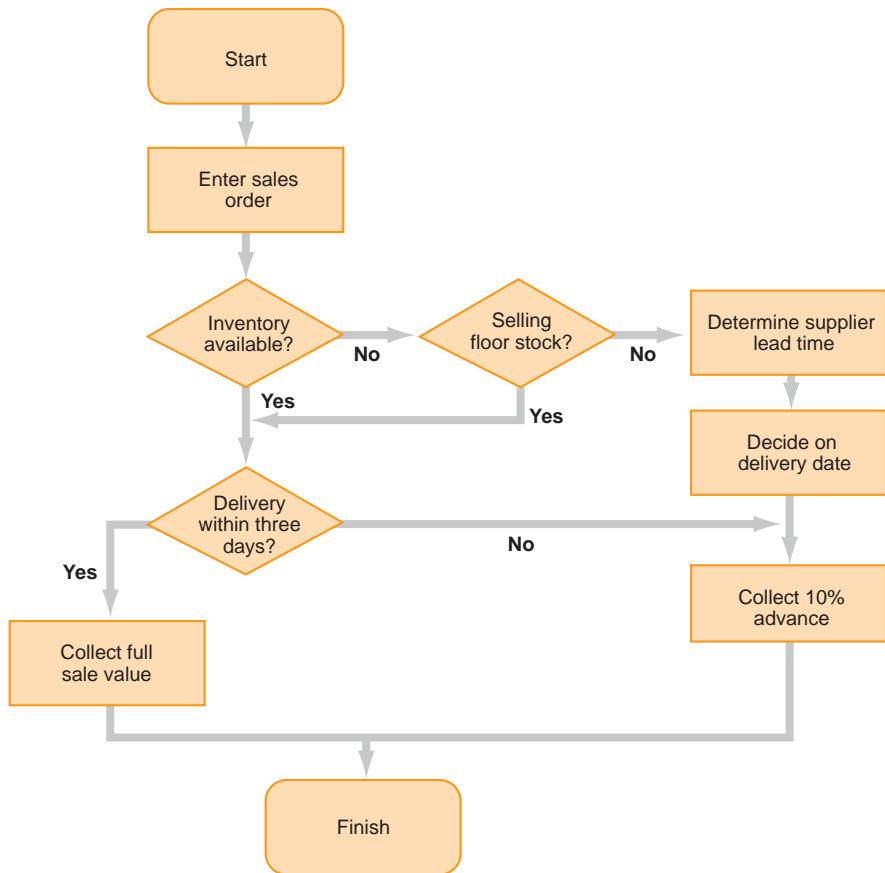 Start
Enter sales
order
Inventory
available?
No
Selling
floor stock?
No
Determine supplier
lead time
Yes
Yes
Decide on
delivery date
Delivery
within three
days?
No
Yes
Collect 10%
advance
Collect full
sale value
Finish